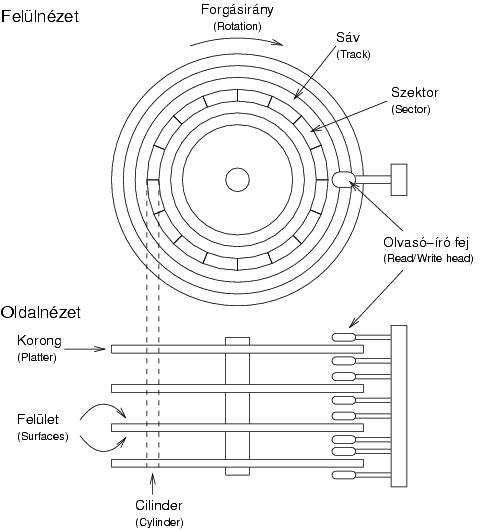 Felülnézet
Forgásirány
(Rotation)
Sáv
(Track)
Szektor
(Sector)
Olvasó–író fej
(Read/Write head)
Oldalnézet
Korong
(Platter)
Felület
(Surfaces)
Cilinder
(Cylinder)